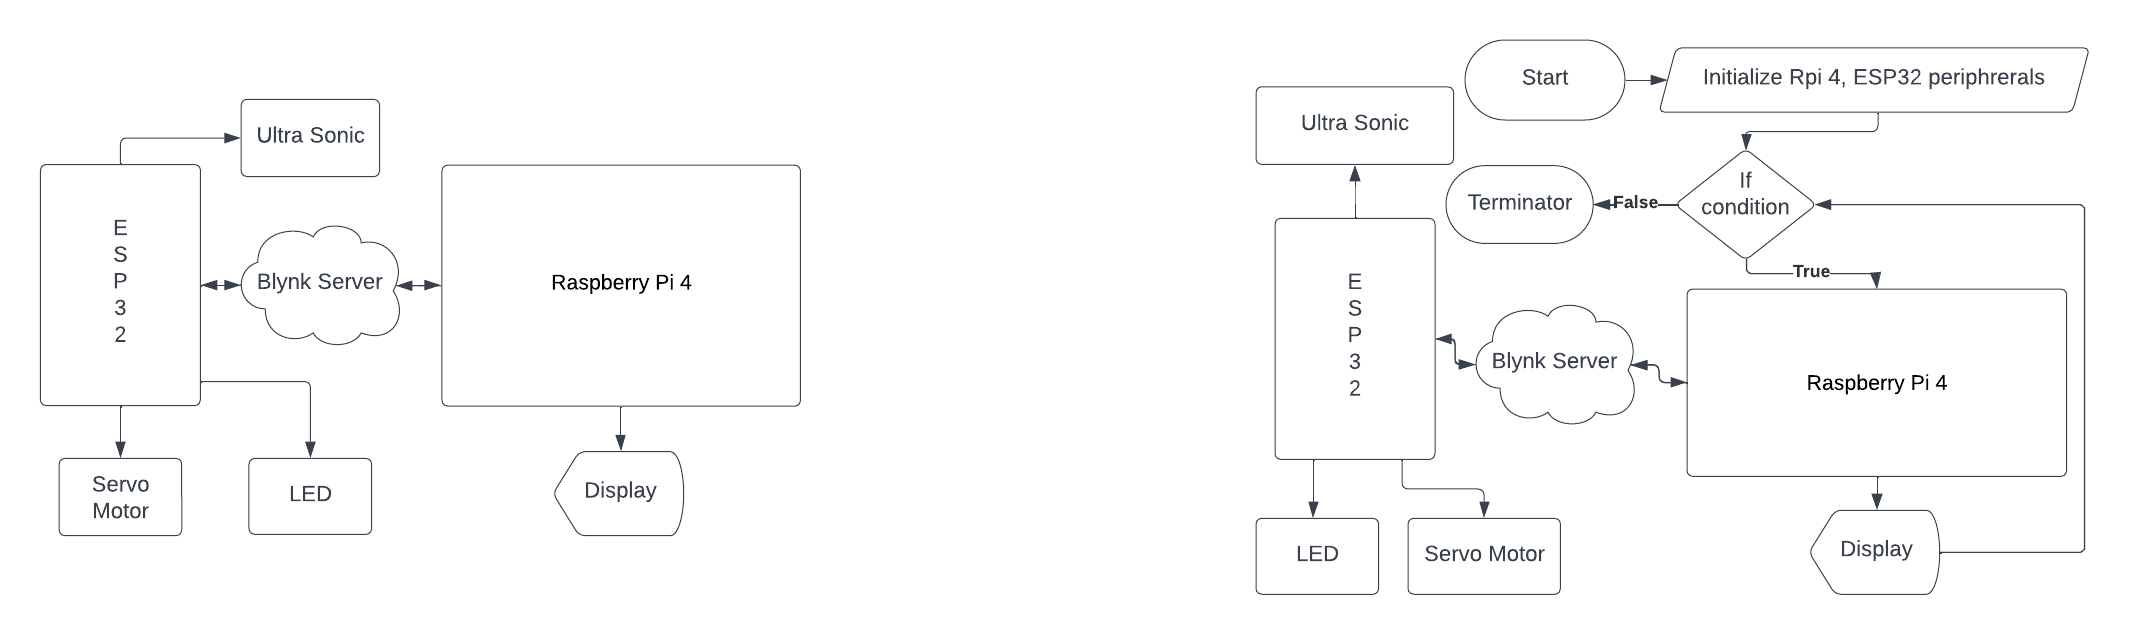 Ultra Sonic
E
S
P
3
2
Blynk Server
Raspberry Pi 4
Servo
Motor
LED
Display
Start
Initialize Rpi 4, ESP32 periphrerals
Ultra Sonic
If
condition
False
Terminator
True
E
S
P
3
2
Blynk Server
Raspberry Pi 4
LED
Servo Motor
Display